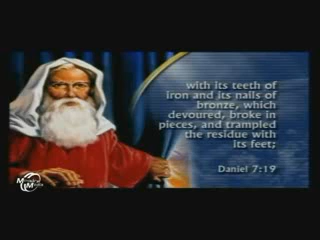 with its teeth of
iron and its nails of
bronze, which
devoured, broke in
pieces, and trampled
the residue with
its feet;
Daniel 7:19